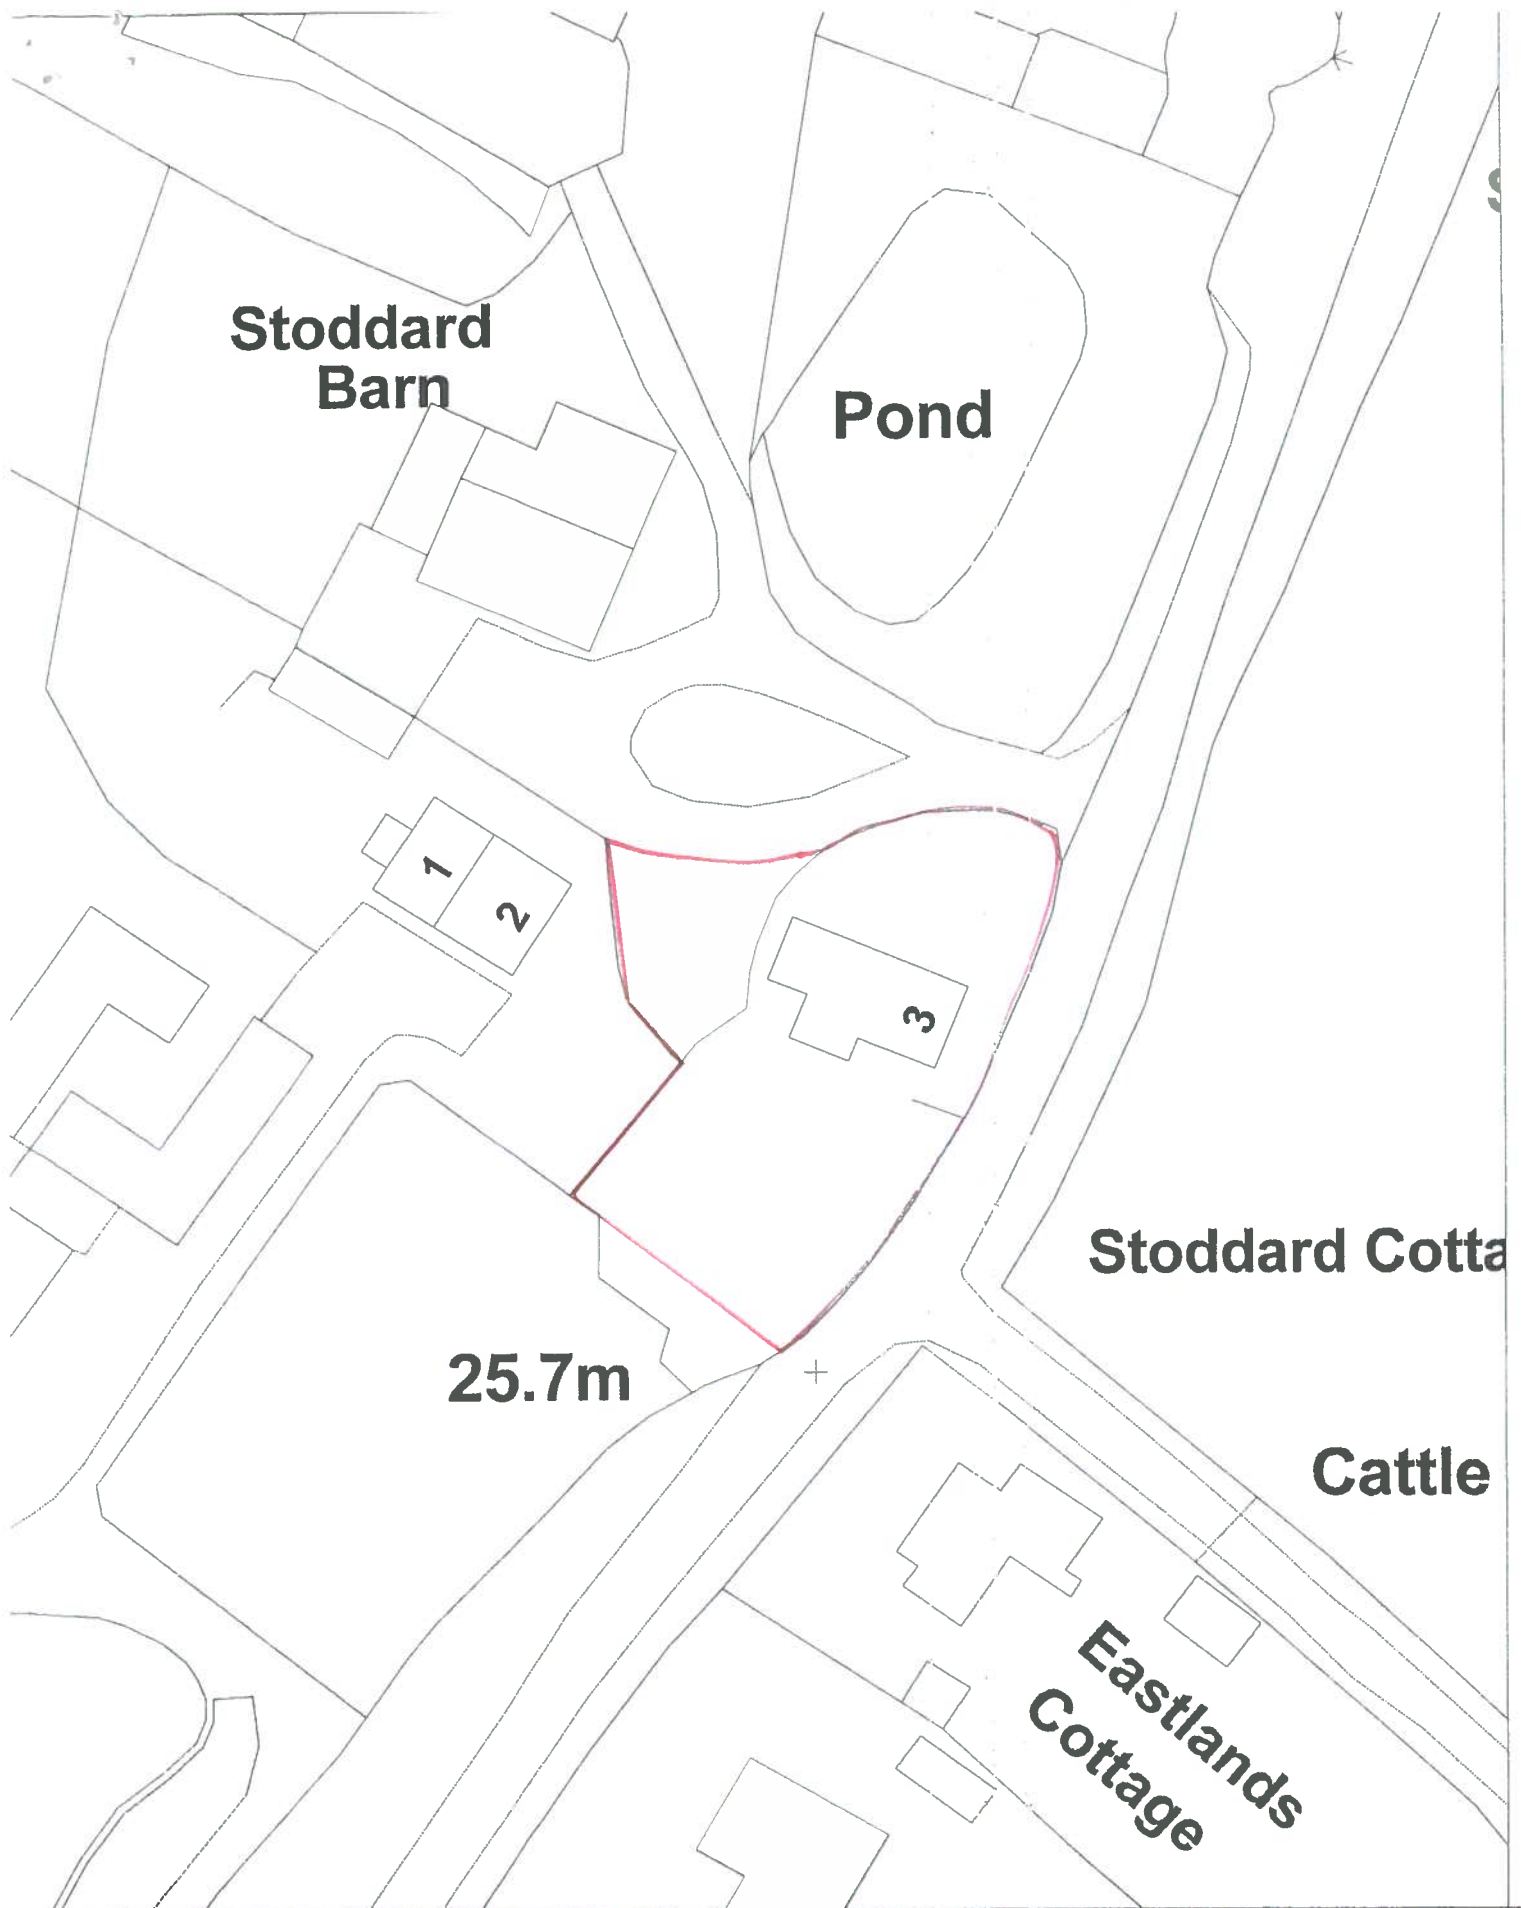 Stoddard
Barn
Pond
1
2
3
Stoddard Cotta
25.7m
Cattle
Eastlands
Cottage